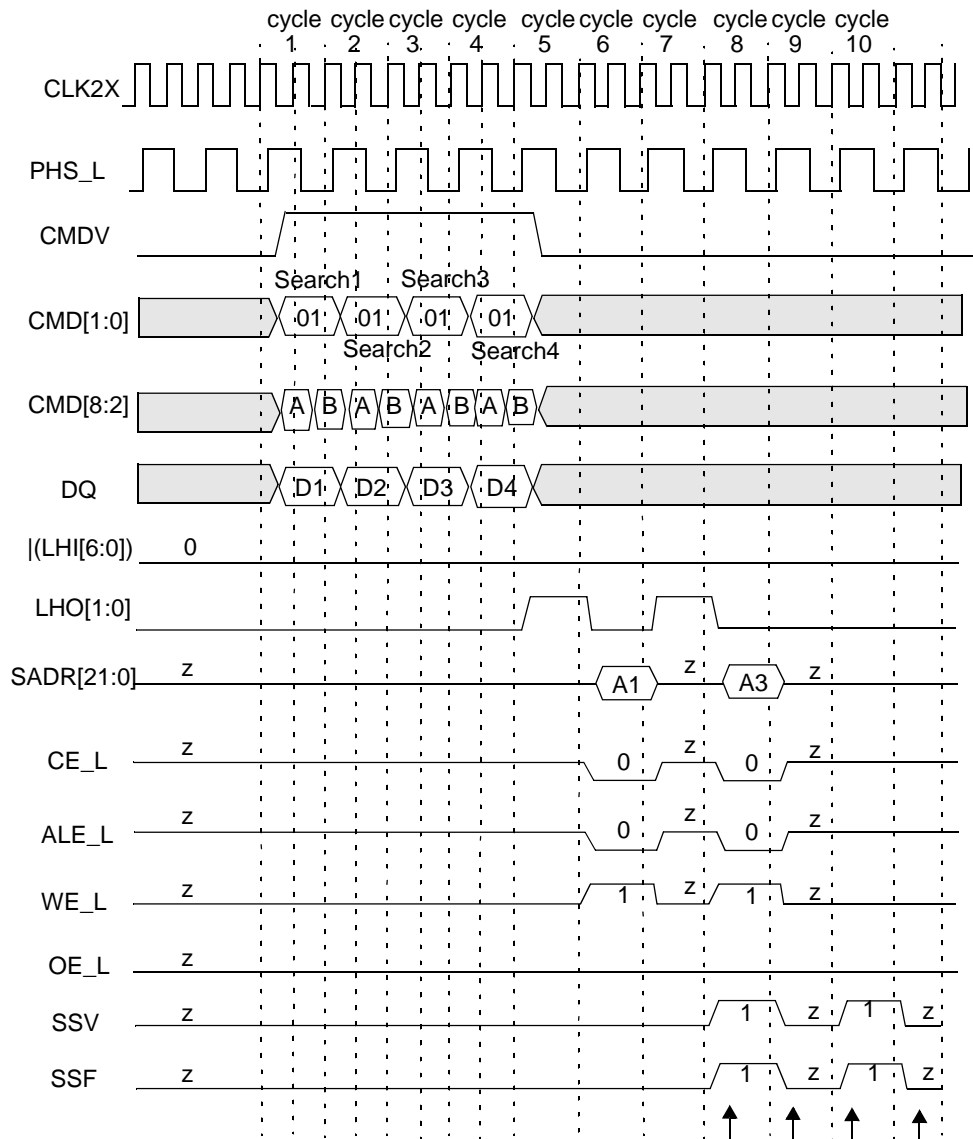 cycle cycle cycle cycle cycle cycle cycle cycle cycle cycle
1 2 3 4 5 6 7 8 9 10
CLK2X
PHS_L
CMDV
Search1 Search3
CMD[1:0] 01 01 01 01
Search2 Search4
CMD[8:2] A B A B A B A B
DQ D1 D2 D3 D4
|(LHI[6:0]) 0
LHO[1:0]
SADR[21:0] z A1 z A3 z
CE_L z 0 z 0 z
ALE_L z 0 z 0 z
WE_L z 1 z 1 z
OE_L z
SSV z 1 z 1 z
SSF z 1 z 1 z